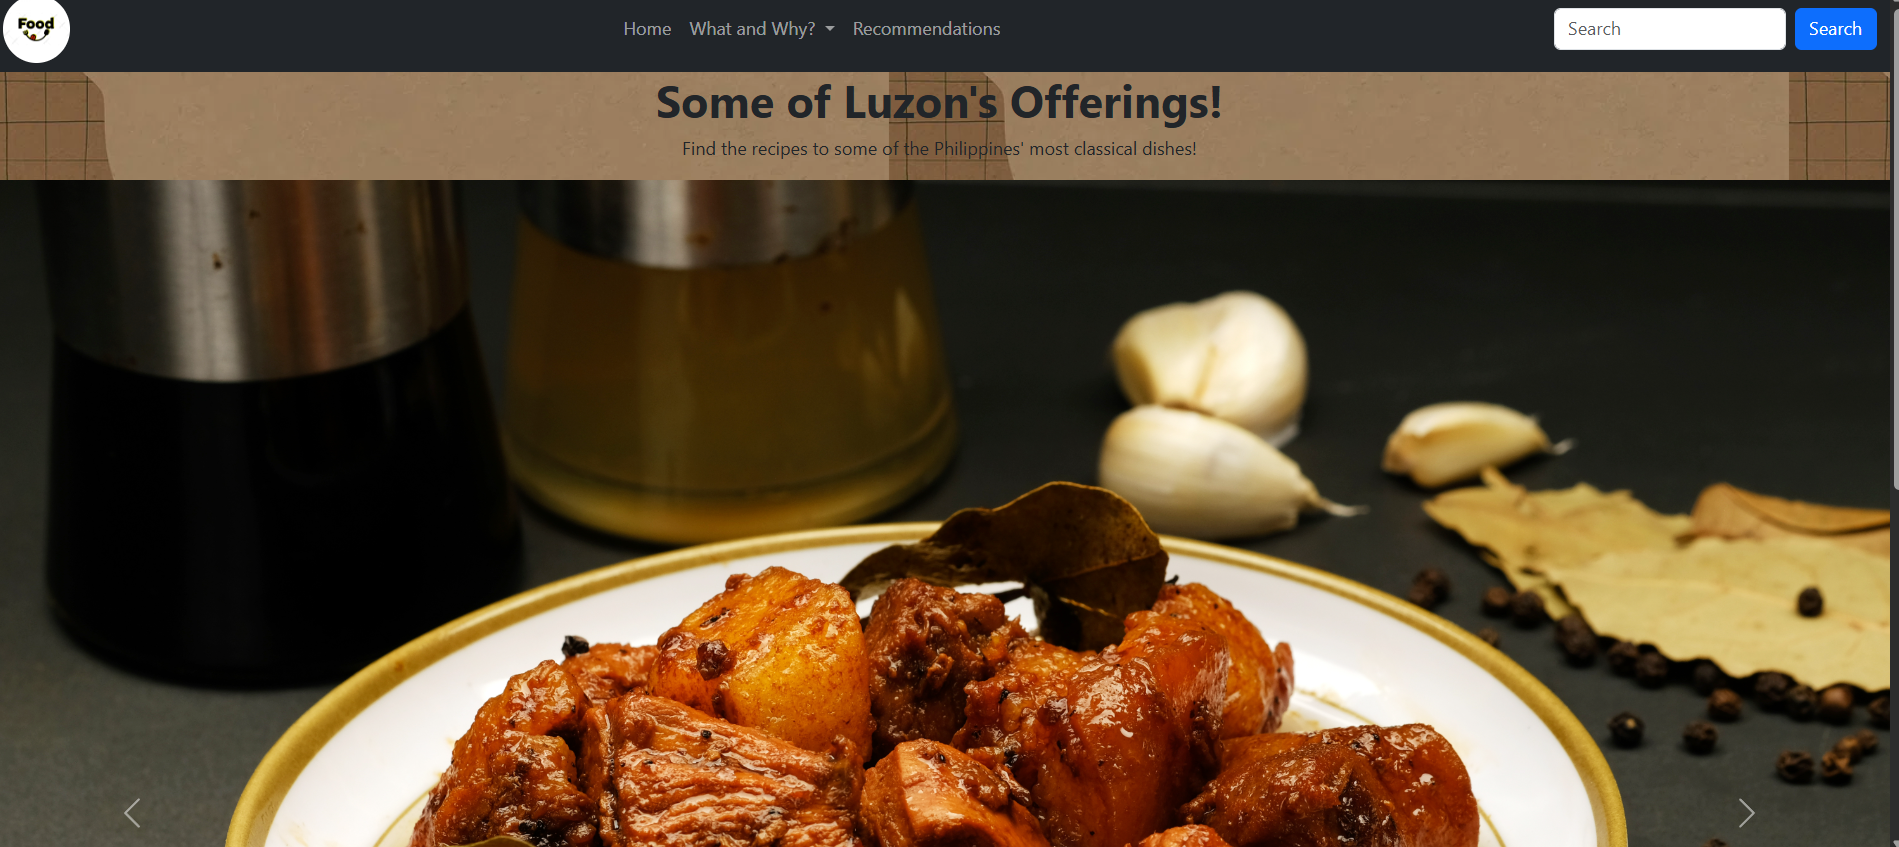 Food
Home
What and Why?
Recommendations
Search
Search
Some of Luzon's Offerings!
Find the recipes to some of the Philippines' most classical dishes!